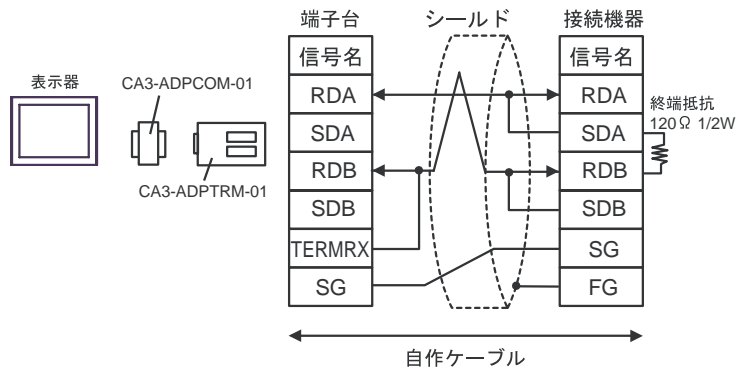 端子台
シールド
接続機器
信号名
信号名
表示器
CA3-ADPCOM-01
RDA
RDA
終端抵抗
120Ω 1/2W
SDA
SDA
RDB
RDB
CA3-ADPTRM-01
SDB
SDB
TERMRX
SG
SG
FG
自作ケーブル